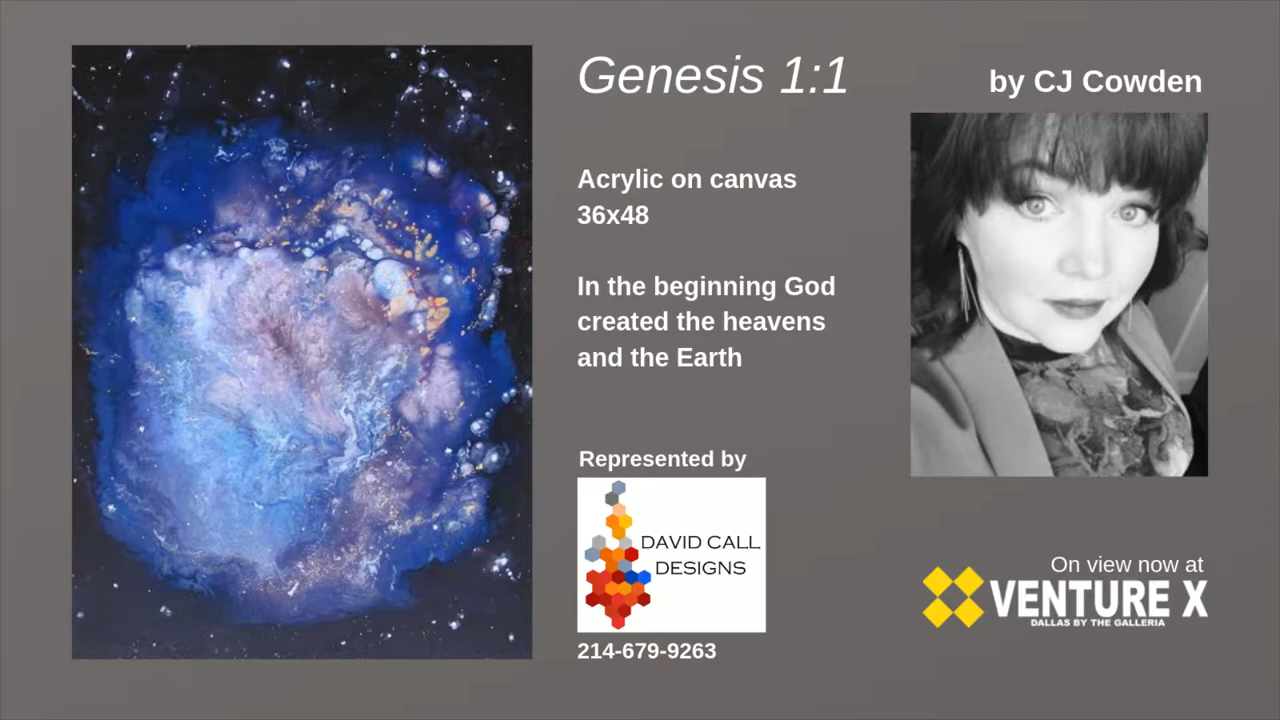 Genesis 1:1
by CJ Cowden
Acrylic on canvas
36x48
In the beginning God
created the heavens
and the Earth
Represented by
DAVID CALL
DESIGNS
214-679-9263
On view now at
VENTURE X
DALLAS BY THE GALLERIA